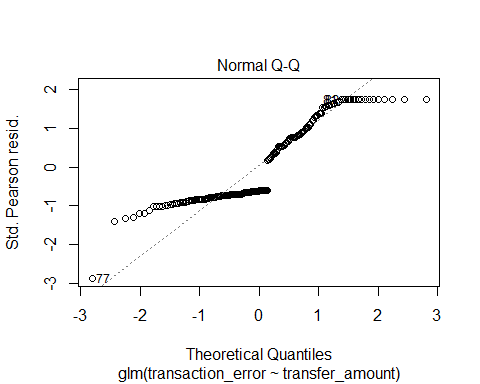 Normal Q-Q
Std. Pearson resid.
2
1
0
-1
-2
-3
77
-3 -2 -1 0 1 2 3
Theoretical Quantiles
glm(transaction_error ~ transfer_amount)